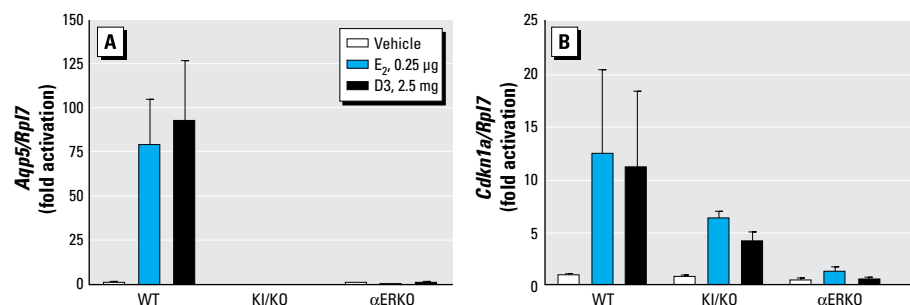 A
Aqp5/Rpl7
(fold activation)
150
125
100
75
50
25
0
Vehicle
E₂, 0.25 µg
D3, 2.5 mg
WT
KI/KO
αERKO
B
Cdkn1a/Rpl7
(fold activation)
25
20
15
10
5
0
WT
KI/KO
αERKO